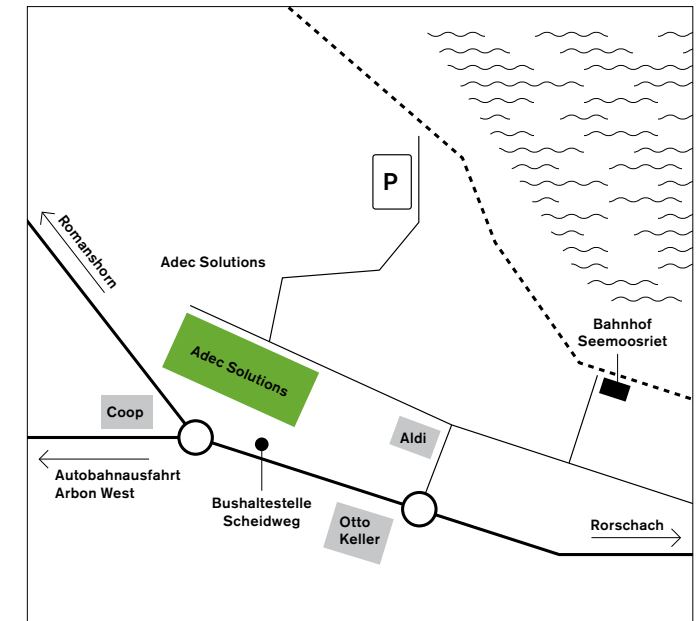 P
Romanshorn
Adec Solutions
Bahnhof
Seemoosriet
Adec Solutions
Coop
Aldi
Autobahnausfahrt
Arbon West
Bushaltestelle
Scheidweg
Otto
Keller
Rorschach